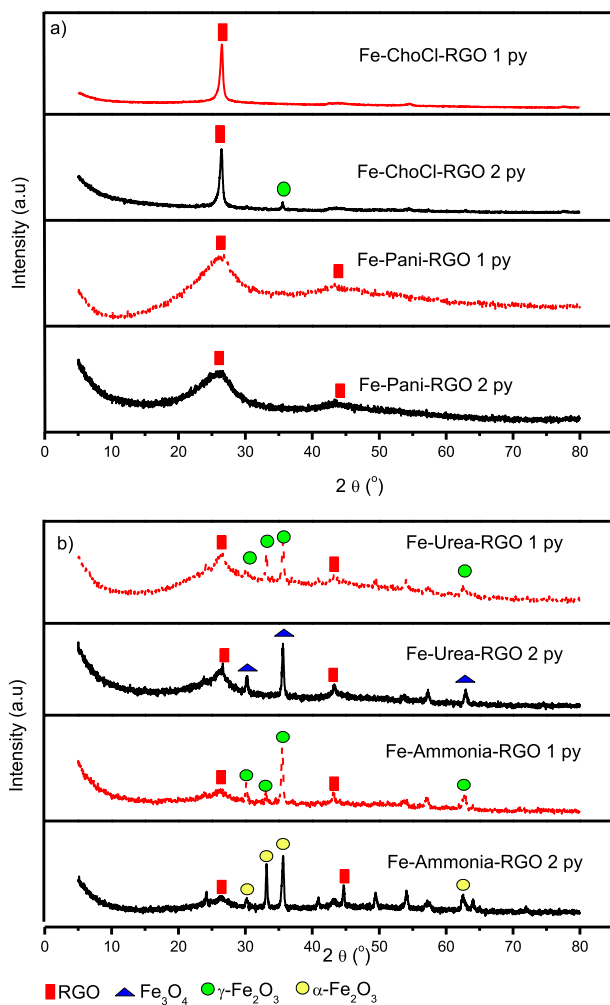 a)
Fe-ChoCl-RGO 1 py
Fe-ChoCl-RGO 2 py
Fe-Pani-RGO 1 py
Fe-Pani-RGO 2 py
Intensity (a.u)
0 10 20 30 40 50 60 70 80
2 θ (°)
b)
Fe-Urea-RGO 1 py
Fe-Urea-RGO 2 py
Fe-Ammonia-RGO 1 py
Fe-Ammonia-RGO 2 py
Intensity (a.u)
0 10 20 30 40 50 60 70 80
2 θ (°)
RGO Fe₃O₄ γ-Fe₂O₃ α-Fe₂O₃